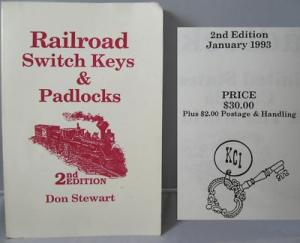 Railroad
Switch Keys
&
Padlocks
2nd EDITION
Don Stewart
2nd Edition
January 1993
PRICE
$30.00
Plus $2.00 Postage & Handling
KCI